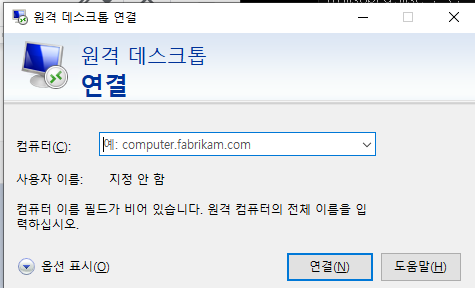 원격 데스크톱 연결
원격 데스크톱
연결
컴퓨터(C):
예: computer.fabrikam.com
사용자 이름: 지정 안 함
컴퓨터 이름 필드가 비어 있습니다. 원격 컴퓨터의 전체 이름을 입
력하십시오.
옵션 표시(O)
연결(N)
도움말(H)